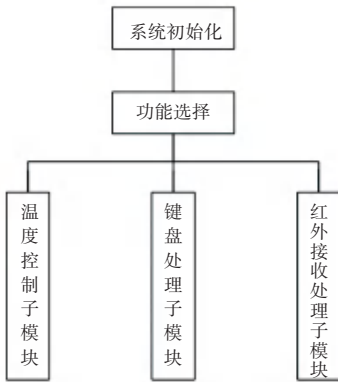 系统初始化
功能选择
温度控制子模块
键盘处理子模块
红外接收处理子模块